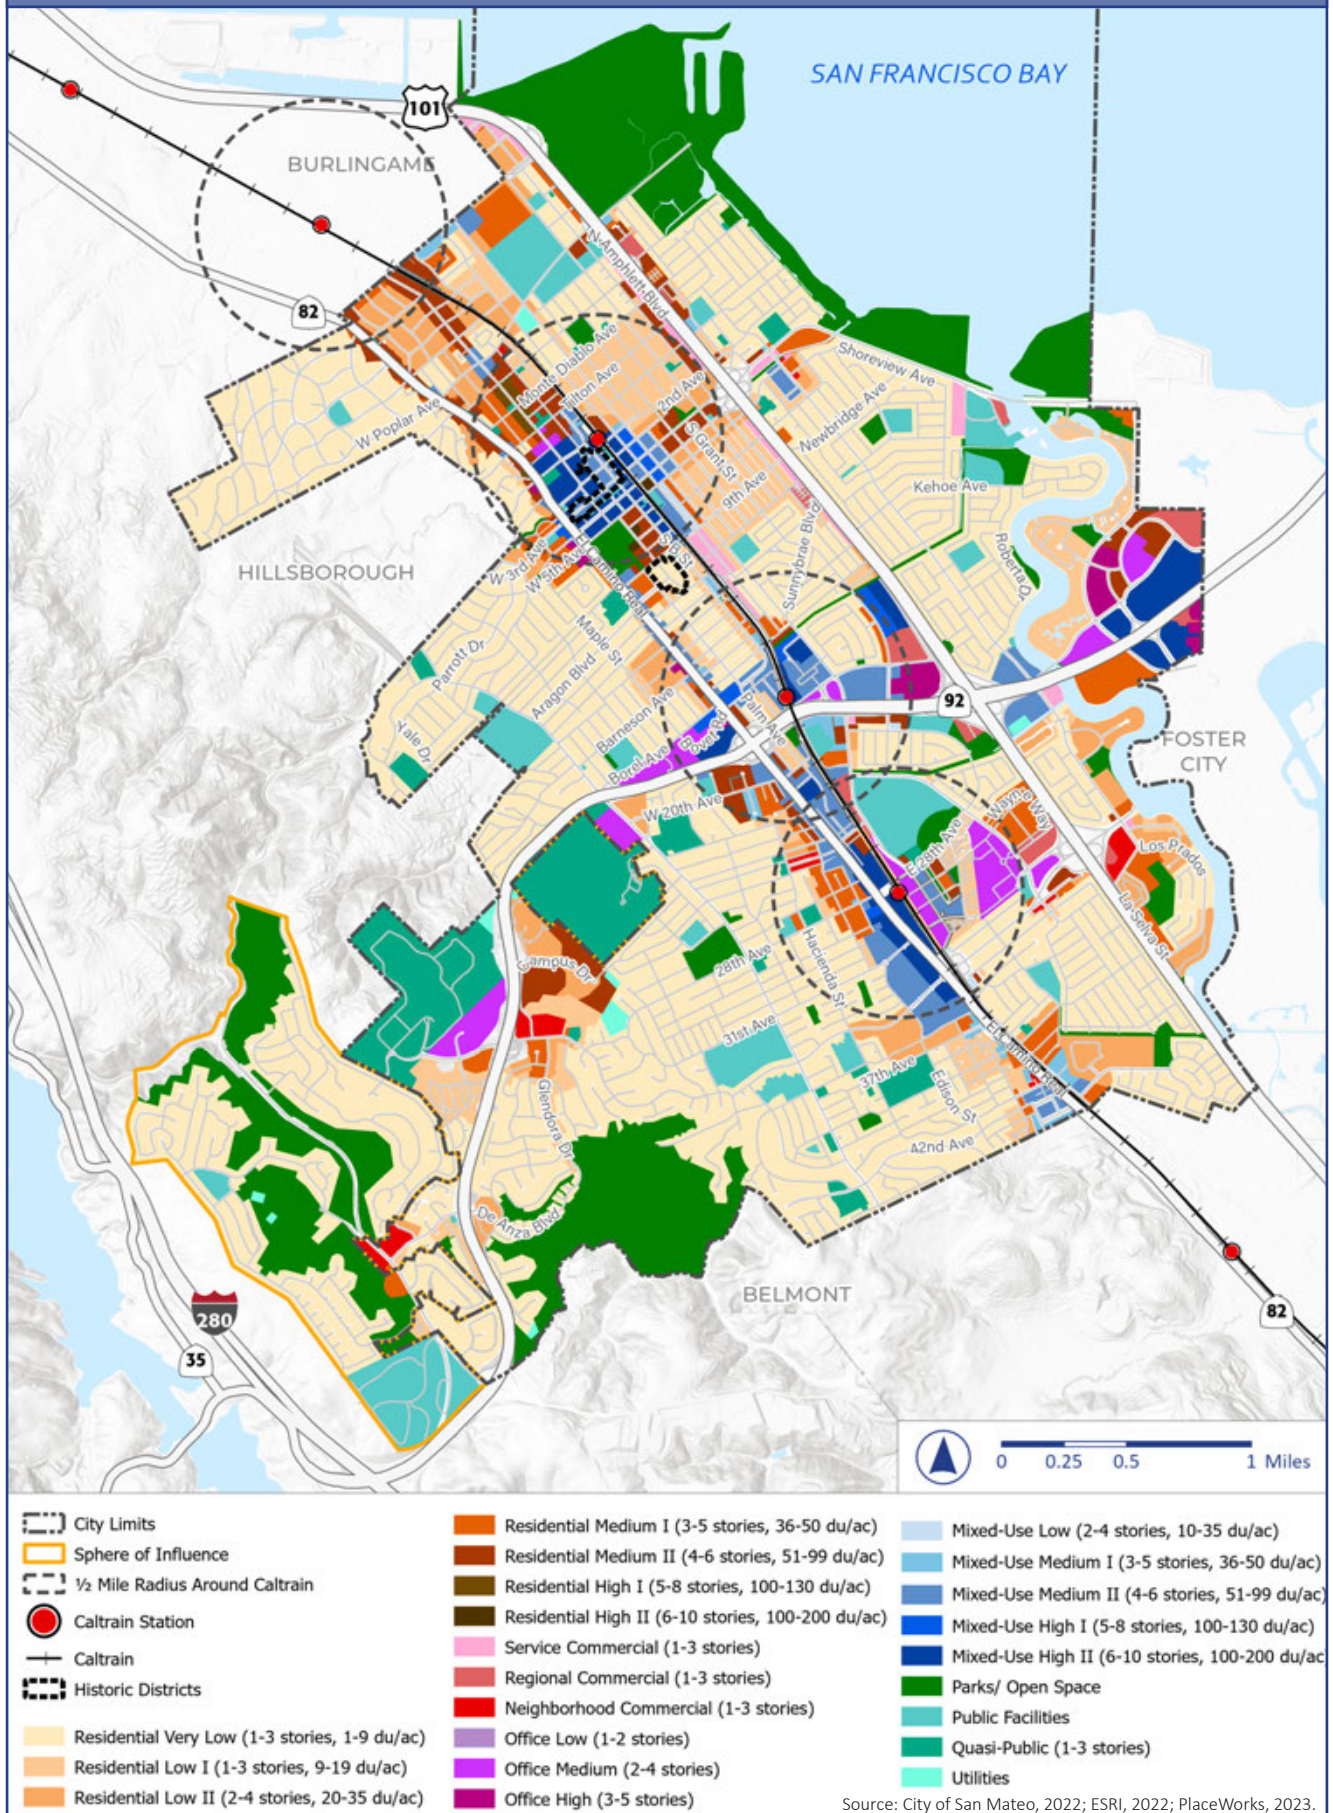 SAN FRANCISCO BAY
101
BURLINGAME
82
N Amphlett Blvd
Monte Diablo Ave
Tilton Ave
2nd Ave
Shoreview Ave
W Poplar Ave
S Grant St
Newbridge Ave
9th Ave
Kehoe Ave
Sunnybrae Blvd
Roberta Dr
HILLSBOROUGH
W 3rd Ave
W 5th Ave
El Camino Real
S B St
Maple St
Parrott Dr
Aragon Blvd
Yale Dr
Barneson Ave
Borel Ave
Bovet Rd
Palm Ave
92
FOSTER
CITY
W 20th Ave
Wayne Way
E 28th Ave
Los Prados
La Selva St
Campus Dr
28th Ave
Hacienda St
31st Ave
El Camino Real
37th Ave
Edison St
Glendora Dr
42nd Ave
De Anza Blvd
BELMONT
280
35
82
0 0.25 0.5 1 Miles
City Limits
Sphere of Influence
½ Mile Radius Around Caltrain
Caltrain Station
Caltrain
Historic Districts
Residential Very Low (1-3 stories, 1-9 du/ac)
Residential Low I (1-3 stories, 9-19 du/ac)
Residential Low II (2-4 stories, 20-35 du/ac)
Residential Medium I (3-5 stories, 36-50 du/ac)
Residential Medium II (4-6 stories, 51-99 du/ac)
Residential High I (5-8 stories, 100-130 du/ac)
Residential High II (6-10 stories, 100-200 du/ac)
Service Commercial (1-3 stories)
Regional Commercial (1-3 stories)
Neighborhood Commercial (1-3 stories)
Office Low (1-2 stories)
Office Medium (2-4 stories)
Office High (3-5 stories)
Mixed-Use Low (2-4 stories, 10-35 du/ac)
Mixed-Use Medium I (3-5 stories, 36-50 du/ac)
Mixed-Use Medium II (4-6 stories, 51-99 du/ac)
Mixed-Use High I (5-8 stories, 100-130 du/ac)
Mixed-Use High II (6-10 stories, 100-200 du/ac
Parks/ Open Space
Public Facilities
Quasi-Public (1-3 stories)
Utilities
Source: City of San Mateo, 2022; ESRI, 2022; PlaceWorks, 2023.